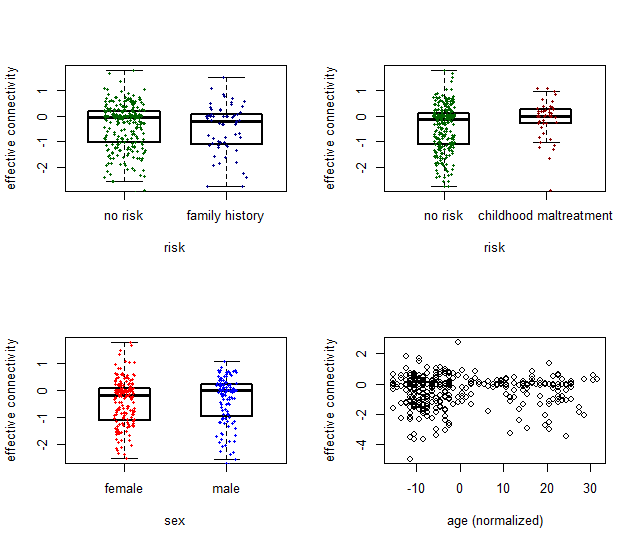 effective connectivity
1
0
-1
-2
no risk family history
risk
effective connectivity
1
0
-1
-2
no risk childhood maltreatment
risk
effective connectivity
1
0
-1
-2
female male
sex
effective connectivity
2
0
-2
-4
-10 0 10 20 30
age (normalized)